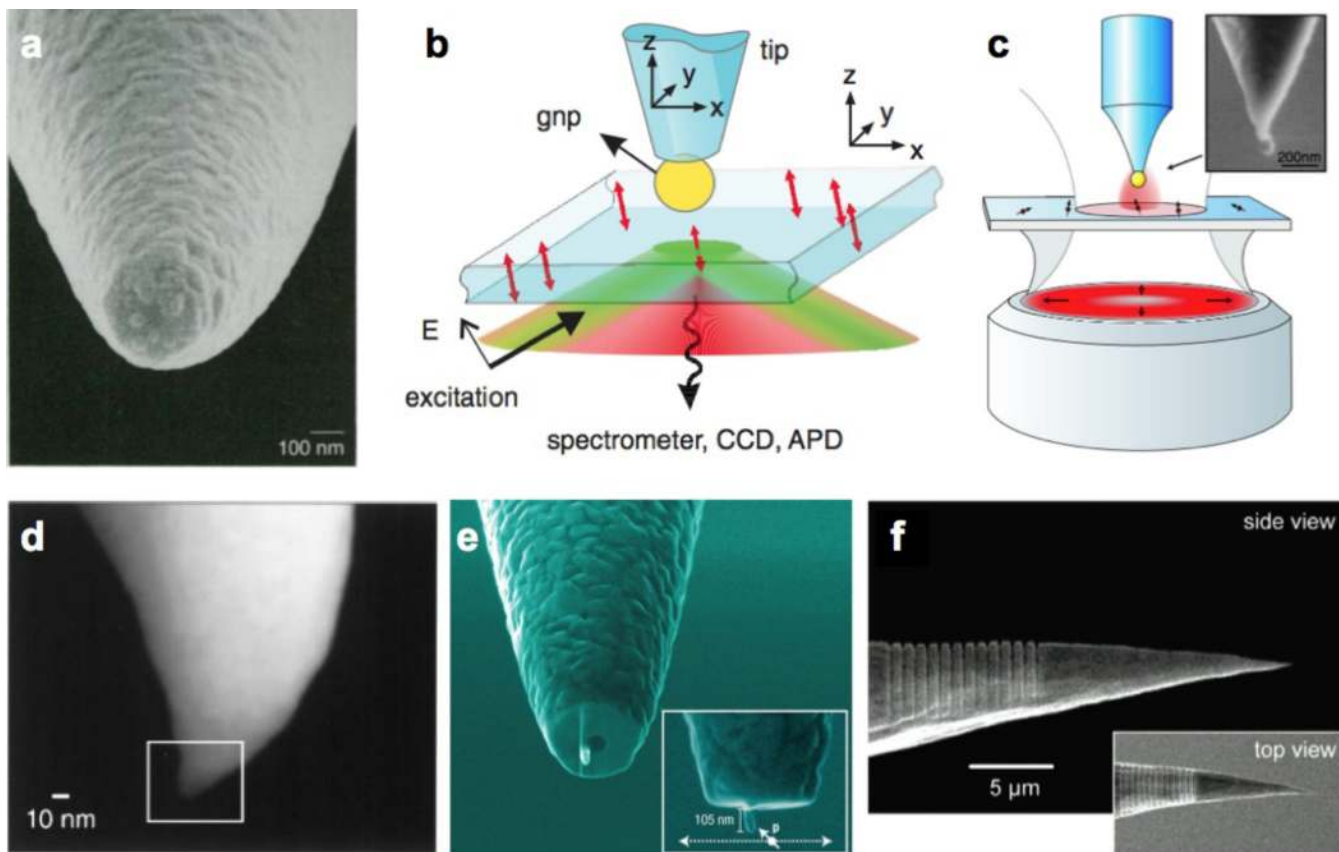 a
100 nm
b
z
y
x
tip
gnp
z
y
x
E
excitation
spectrometer, CCD, APD
c
200nm
d
10 nm
e
105 nm
p
f
side view
5 μm
top view